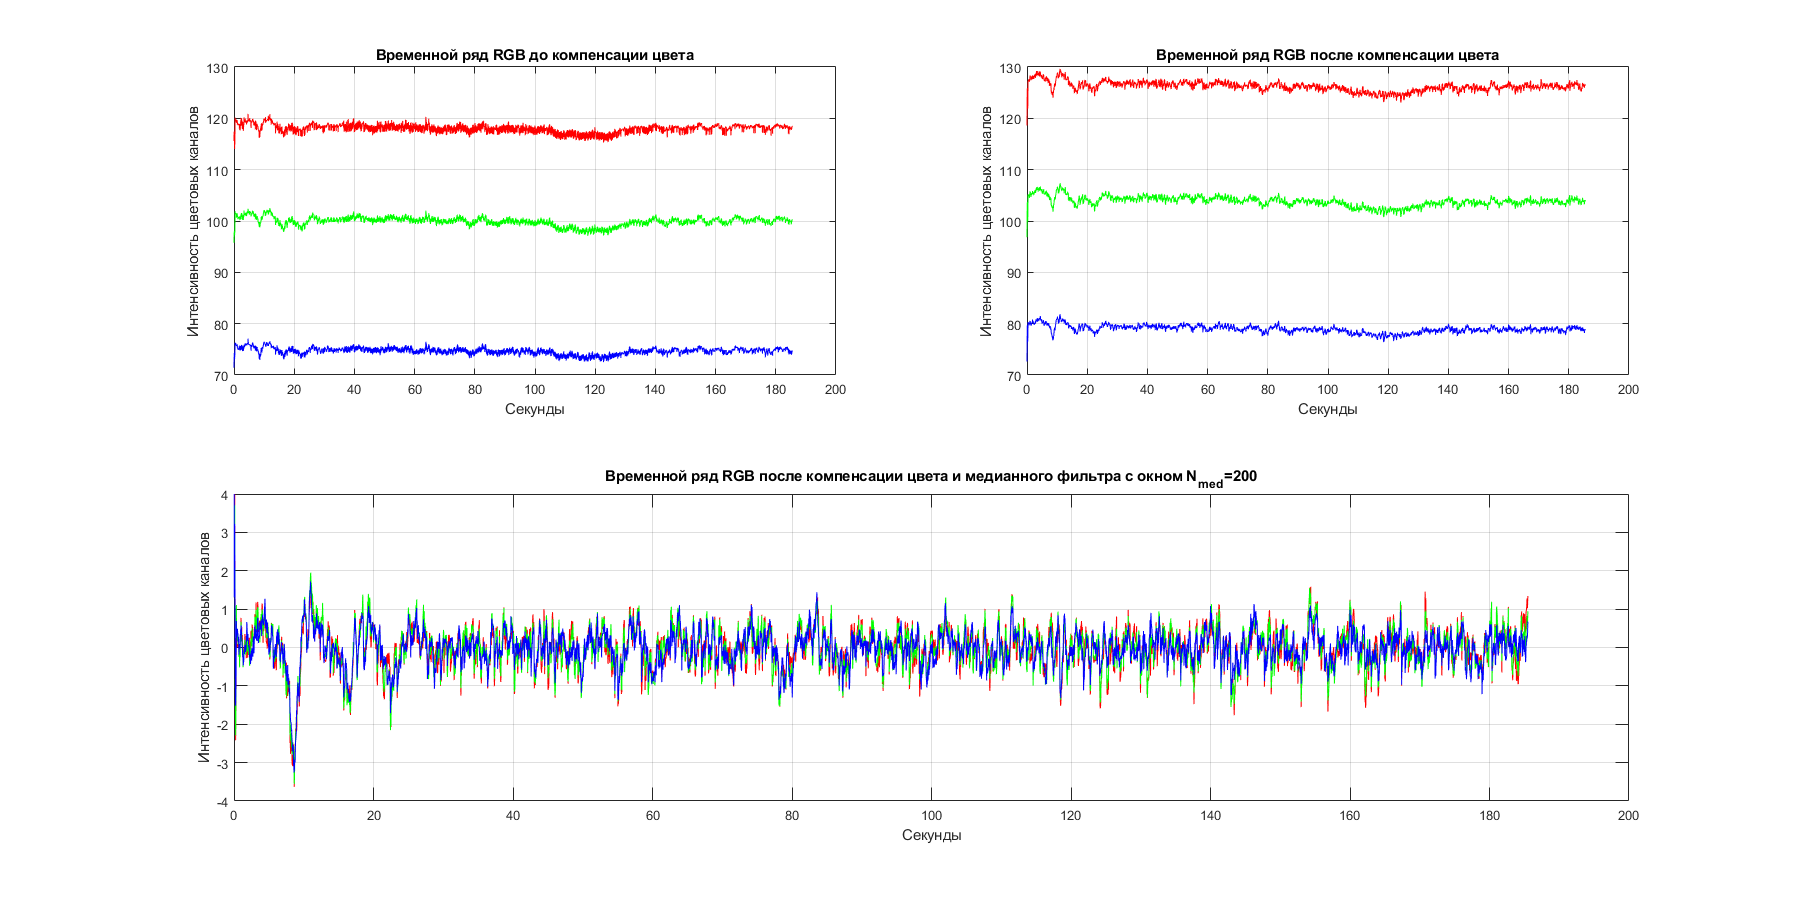 Временной ряд RGB до компенсации цвета
Интенсивность цветовых каналов
130
120
110
100
90
80
70
0 20 40 60 80 100 120 140 160 180 200
Секунды
Временной ряд RGB после компенсации цвета
Интенсивность цветовых каналов
130
120
110
100
90
80
70
0 20 40 60 80 100 120 140 160 180 200
Секунды
Временной ряд RGB после компенсации цвета и медианного фильтра с окном N_med=200
Интенсивность цветовых каналов
4
3
2
1
0
-1
-2
-3
-4
0 20 40 60 80 100 120 140 160 180 200
Секунды